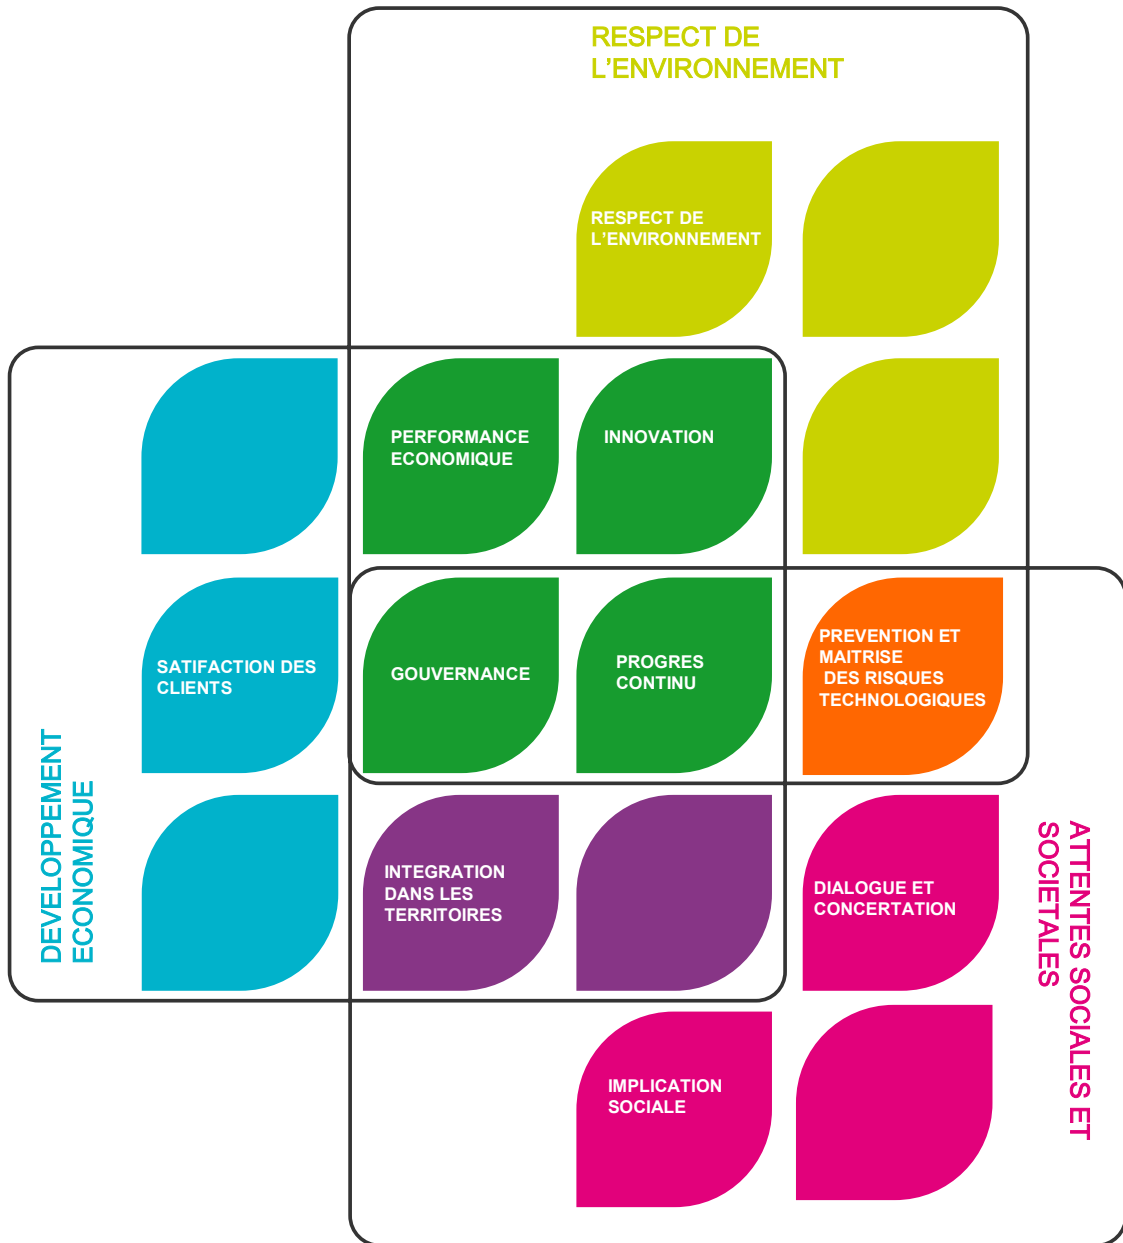 RESPECT DE
L'ENVIRONNEMENT
RESPECT DE
L'ENVIRONNEMENT
PERFORMANCE
ECONOMIQUE
INNOVATION
SATIFACTION DES
CLIENTS
GOUVERNANCE
PROGRES
CONTINU
PREVENTION ET
MAITRISE
DES RISQUES
TECHNOLOGIQUES
DEVELOPPEMENT
ECONOMIQUE
INTEGRATION
DANS LES
TERRITOIRES
DIALOGUE ET
CONCERTATION
ATTENTES SOCIALES ET
SOCIETALES
IMPLICATION
SOCIALE